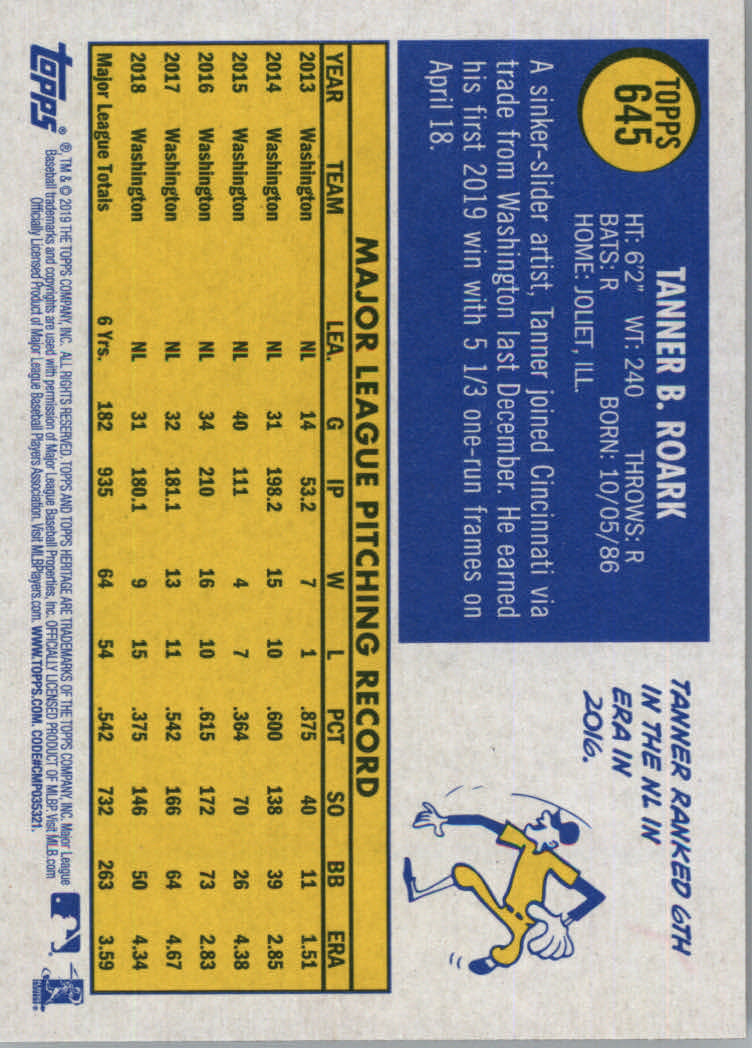 TOPPS
645
TANNER B. ROARK
HT: 6'2" WT: 240 THROWS: R
BATS: R BORN: 10/05/86
HOME: JOLIET, ILL.
A sinker-slider artist, Tanner joined Cincinnati via
trade from Washington last December. He earned
his first 2019 win with 5 1/3 one-run frames on
April 18.
TANNER RANKED 6TH
IN THE NL IN
ERA IN
2016.
MAJOR LEAGUE PITCHING RECORD
YEAR TEAM LEA. G IP W L PCT SO BB ERA
2013 Washington NL 14 53.2 7 1 .875 40 11 1.51
2014 Washington NL 31 198.2 15 10 .600 138 39 2.85
2015 Washington NL 40 111 4 7 .364 70 26 4.38
2016 Washington NL 34 210 16 10 .615 172 73 2.83
2017 Washington NL 32 181.1 13 11 .542 166 64 4.67
2018 Washington NL 31 180.1 9 15 .375 146 50 4.34
Major League Totals 6 Yrs. 182 935 64 54 .542 732 263 3.59
topps®
®, TM & © 2019 THE TOPPS COMPANY, INC. ALL RIGHTS RESERVED. TOPPS AND TOPPS HERITAGE ARE TRADEMARKS OF THE TOPPS COMPANY, INC. Major League
Baseball trademarks and copyrights are used with permission of Major League Baseball Properties, Inc. OFFICIALLY LICENSED PRODUCT OF MLBP Visit MLB.com
Officially Licensed Product of Major League Baseball Players Association. Visit MLBPlayers.com. WWW.TOPPS.COM. CODE#CMP035321.